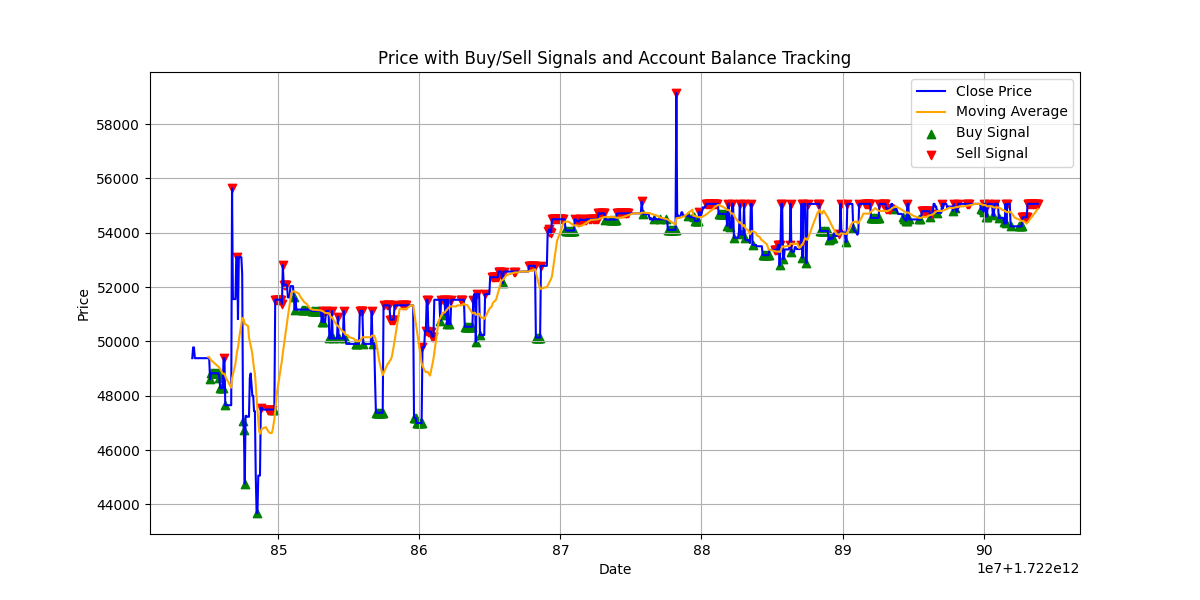 Price with Buy/Sell Signals and Account Balance Tracking
Close Price
Moving Average
Buy Signal
Sell Signal
58000
56000
54000
52000
50000
48000
46000
44000
Price
85 86 87 88 89 90
Date
1e7+1.722e12